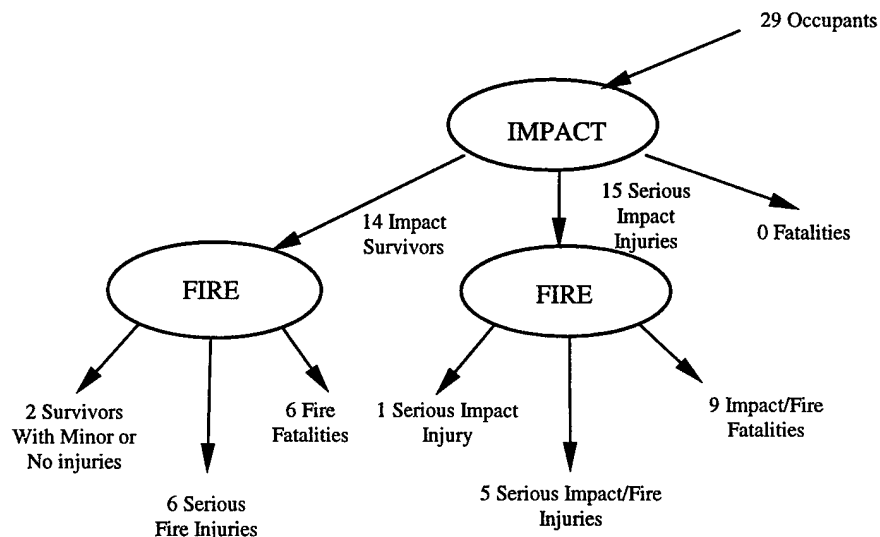 29 Occupants
IMPACT
14 Impact
Survivors
15 Serious
Impact
Injuries
0 Fatalities
FIRE
FIRE
2 Survivors
With Minor or
No injuries
6 Serious
Fire Injuries
6 Fire
Fatalities
1 Serious Impact
Injury
5 Serious Impact/Fire
Injuries
9 Impact/Fire
Fatalities